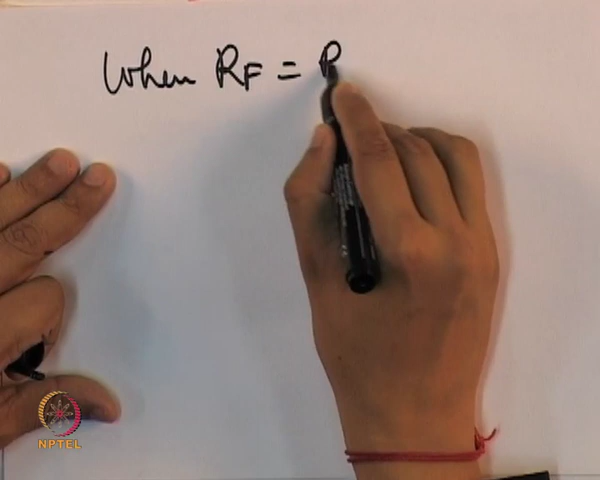 When RF = R
NPTEL